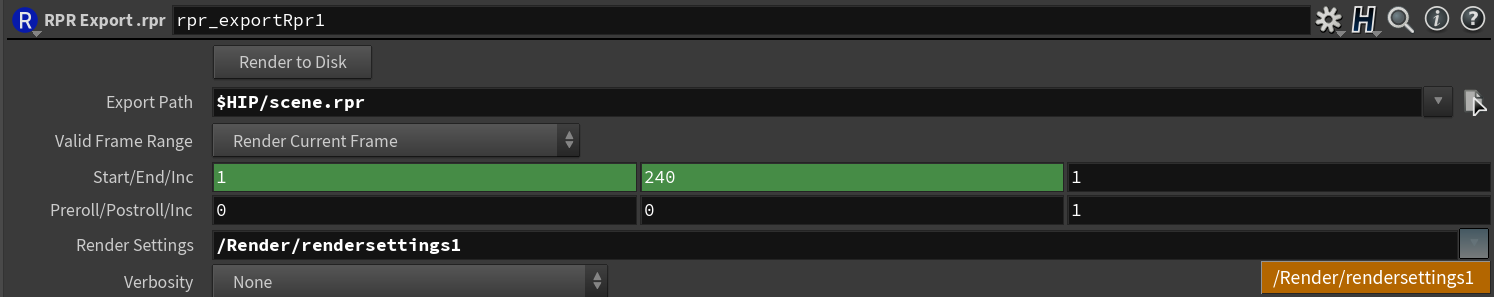 R RPR Export .rpr rpr_exportRpr1 H i ?
Render to Disk
Export Path $HIP/scene.rpr
Valid Frame Range Render Current Frame
Start/End/Inc 1 240 1
Preroll/Postroll/Inc 0 0 1
Render Settings /Render/rendersettings1
Verbosity None /Render/rendersettings1